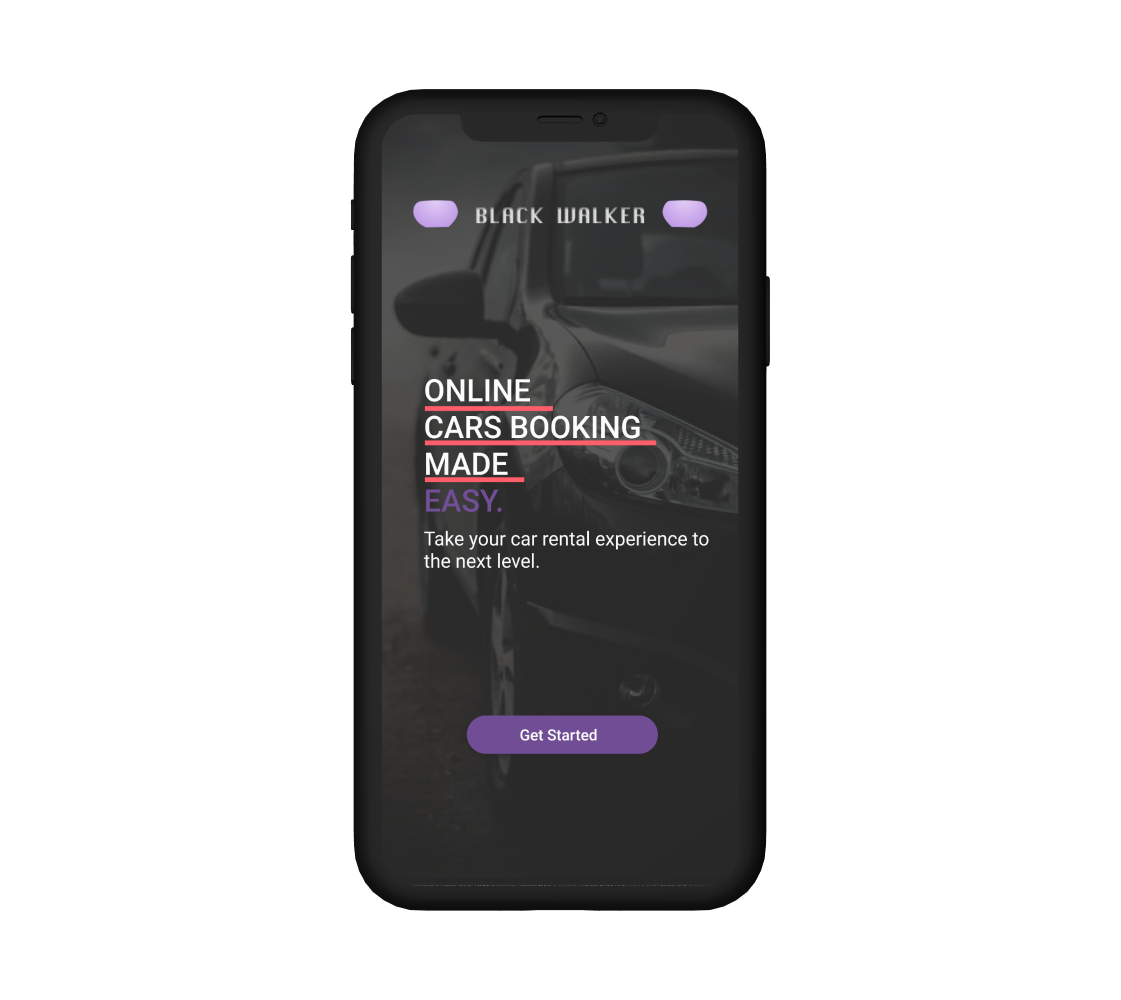 BLACK WALKER
ONLINE
CARS BOOKING
MADE
EASY.
Take your car rental experience to
the next level.
Get Started